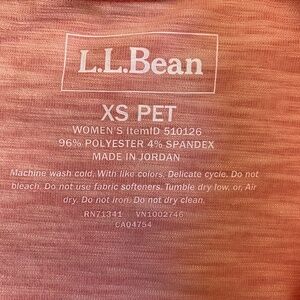 L.L.Bean
XS PET
WOMEN'S ItemID 510126
96% POLYESTER 4% SPANDEX
MADE IN JORDAN
Machine wash cold, With like colors. Delicate cycle. Do not
bleach. Do not use fabric softeners. Tumble dry low, or, Air
dry. Do not iron. Do not dry clean.
RN71341 VN1002746
CA04754